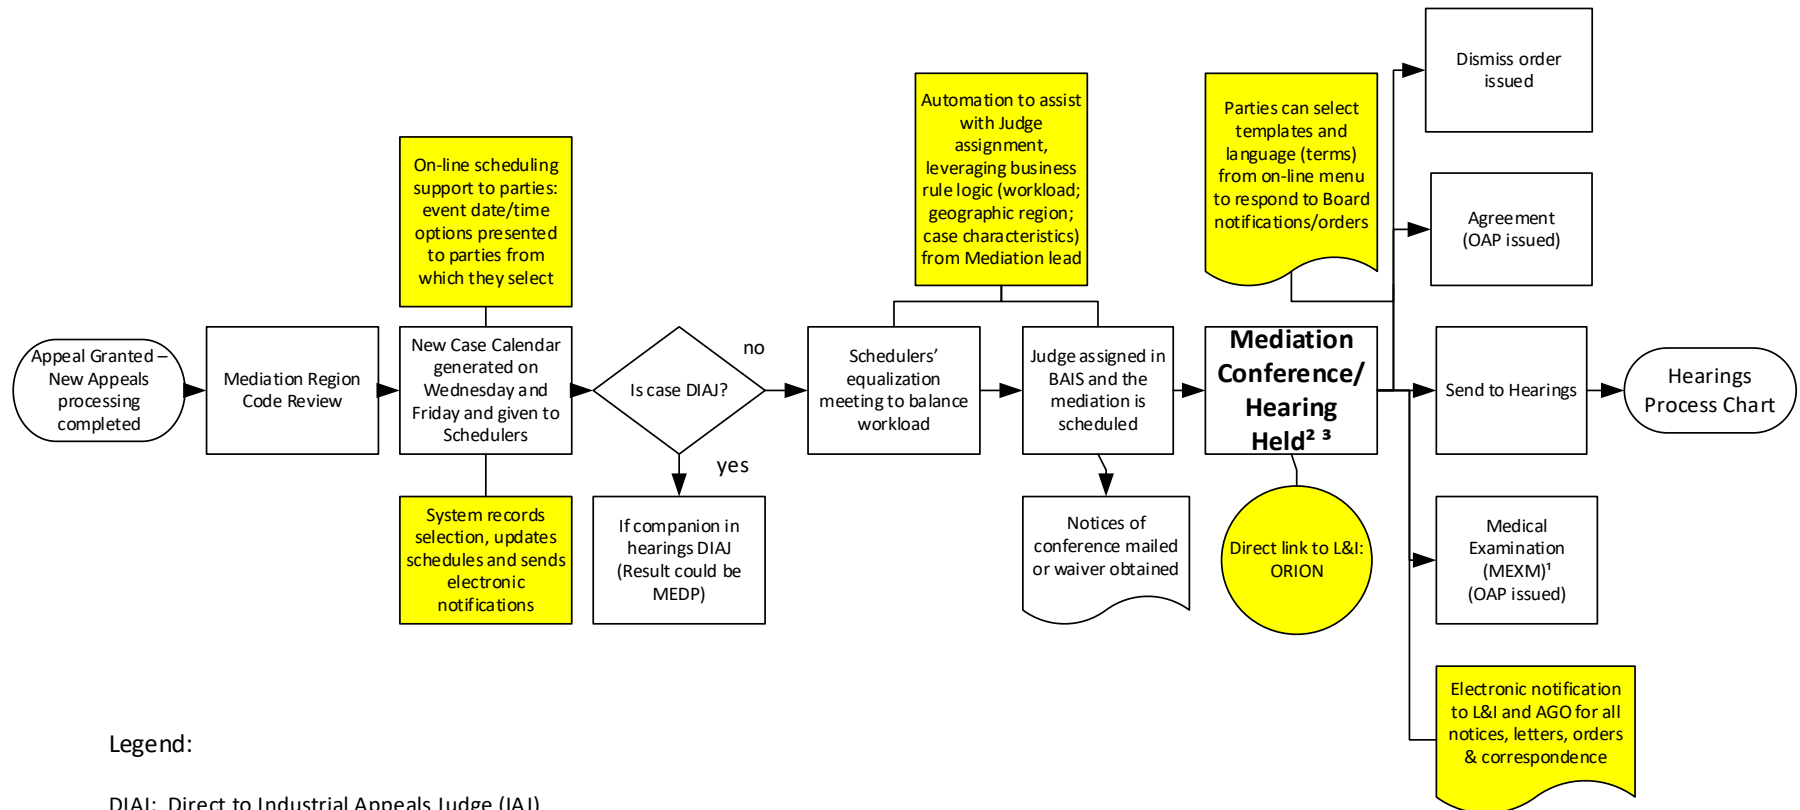 Appeal Granted –
New Appeals
processing
completed
Mediation Region
Code Review
On-line scheduling
support to parties:
event date/time
options presented
to parties from
which they select
New Case Calendar
generated on
Wednesday and
Friday and given to
Schedulers
System records
selection, updates
schedules and sends
electronic
notifications
Is case DIAJ?
no
yes
If companion in
hearings DIAJ
(Result could be
MEDP)
Automation to assist
with Judge
assignment,
leveraging business
rule logic (workload;
geographic region;
case characteristics)
from Mediation lead
Schedulers’
equalization
meeting to balance
workload
Judge assigned in
BAIS and the
mediation is
scheduled
Notices of
conference mailed
or waiver obtained
Parties can select
templates and
language (terms)
from on-line menu
to respond to Board
notifications/orders
Mediation
Conference/
Hearing
Held² ³
Direct link to L&I:
ORION
Dismiss order
issued
Agreement
(OAP issued)
Send to Hearings
Hearings
Process Chart
Medical
Examination
(MEXM)¹
(OAP issued)
Electronic notification
to L&I and AGO for all
notices, letters, orders
& correspondence
Legend:
DIAJ: Direct to Industrial Appeals Judge (IAJ)